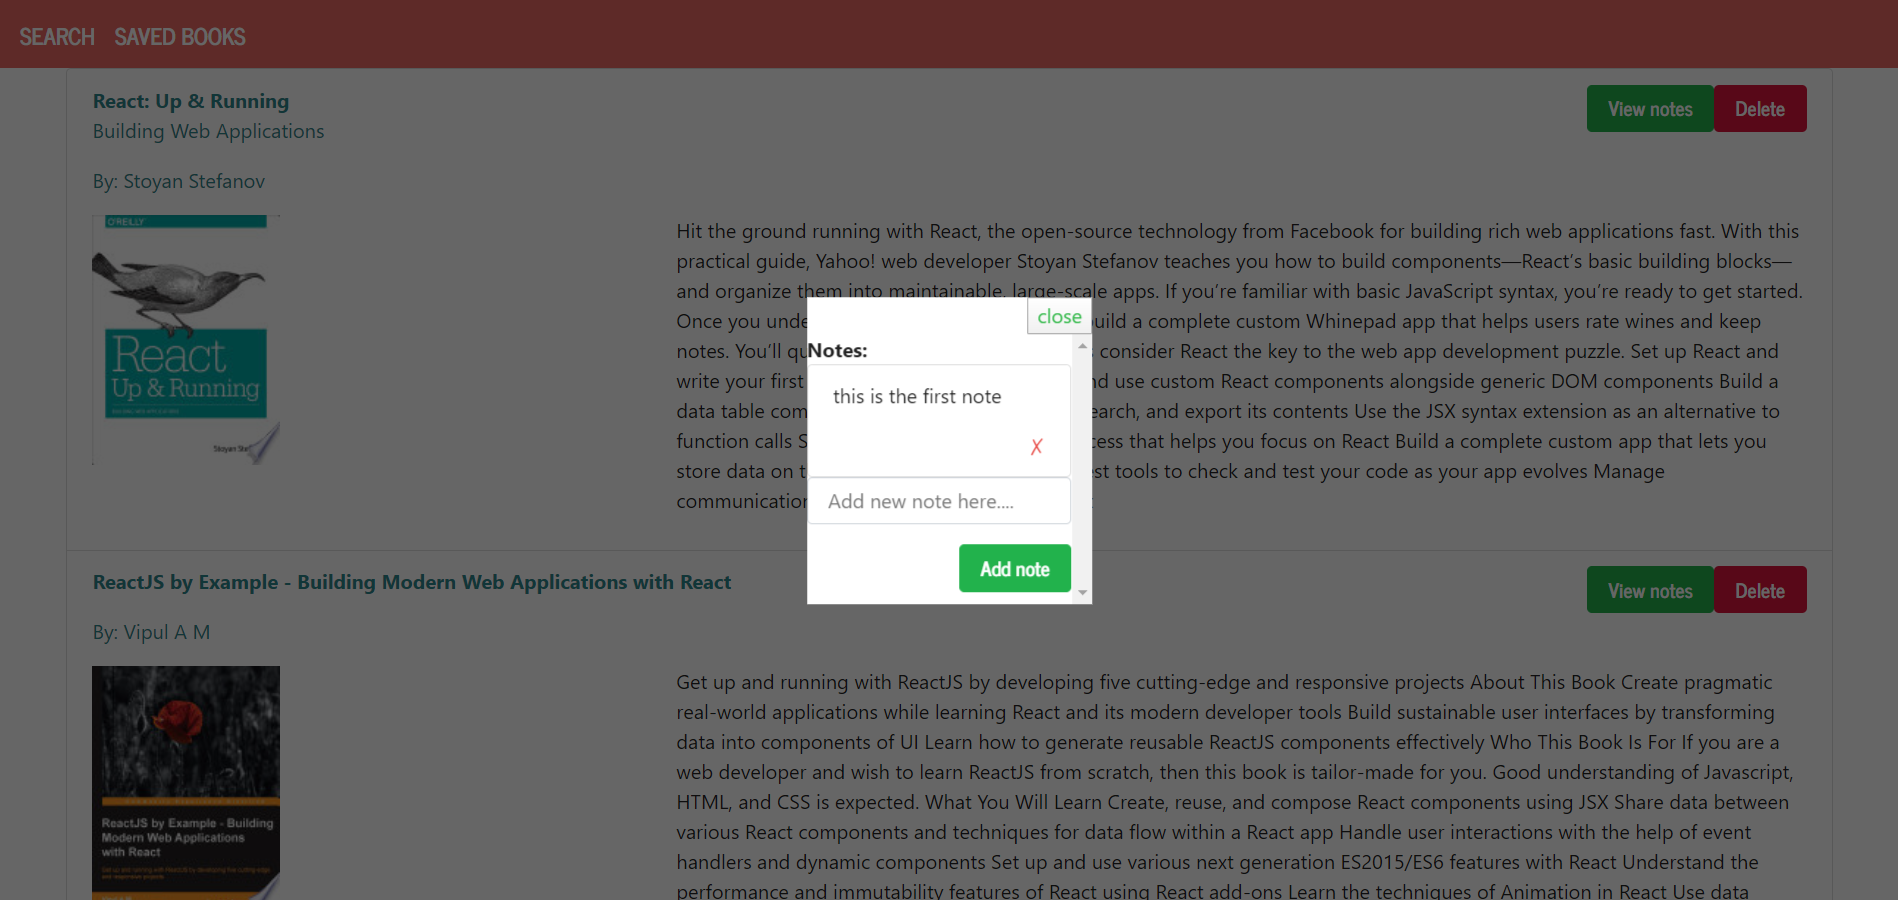 SEARCH SAVED BOOKS
React: Up & Running
View notes Delete
Building Web Applications
By: Stoyan Stefanov
O'REILLY
React
Up & Running
Stoyan
Hit the ground running with React, the open-source technology from Facebook for building rich web applications fast. With this
practical guide, Yahoo! web developer Stoyan Stefanov teaches you how to build components—React's basic building blocks—
and organize them into maintainable, large-scale apps. If you're familiar with basic JavaScript syntax, you're ready to get started.
Once you build a complete custom Whinepad app that helps users rate wines and keep
notes. You'll consider React the key to the web app development puzzle. Set up React and
write your first use custom React components alongside generic DOM components Build a
data table search, and export its contents Use the JSX syntax extension as an alternative to
function calls that helps you focus on React Build a complete custom app that lets you
store data on tools to check and test your code as your app evolves Manage
communication
close
Notes:
this is the first note
X
Add new note here....
Add note
ReactJS by Example - Building Modern Web Applications with React
View notes Delete
By: Vipul A M
ReactJS by Example - Building
Modern Web Applications
with React
Get up and running with ReactJS by developing five cutting-edge and responsive projects About This Book Create pragmatic
real-world applications while learning React and its modern developer tools Build sustainable user interfaces by transforming
data into components of UI Learn how to generate reusable ReactJS components effectively Who This Book Is For If you are a
web developer and wish to learn ReactJS from scratch, then this book is tailor-made for you. Good understanding of Javascript,
HTML, and CSS is expected. What You Will Learn Create, reuse, and compose React components using JSX Share data between
various React components and techniques for data flow within a React app Handle user interactions with the help of event
handlers and dynamic components Set up and use various next generation ES2015/ES6 features with React Understand the
performance and immutability features of React using React add-ons Learn the techniques of Animation in React Use data